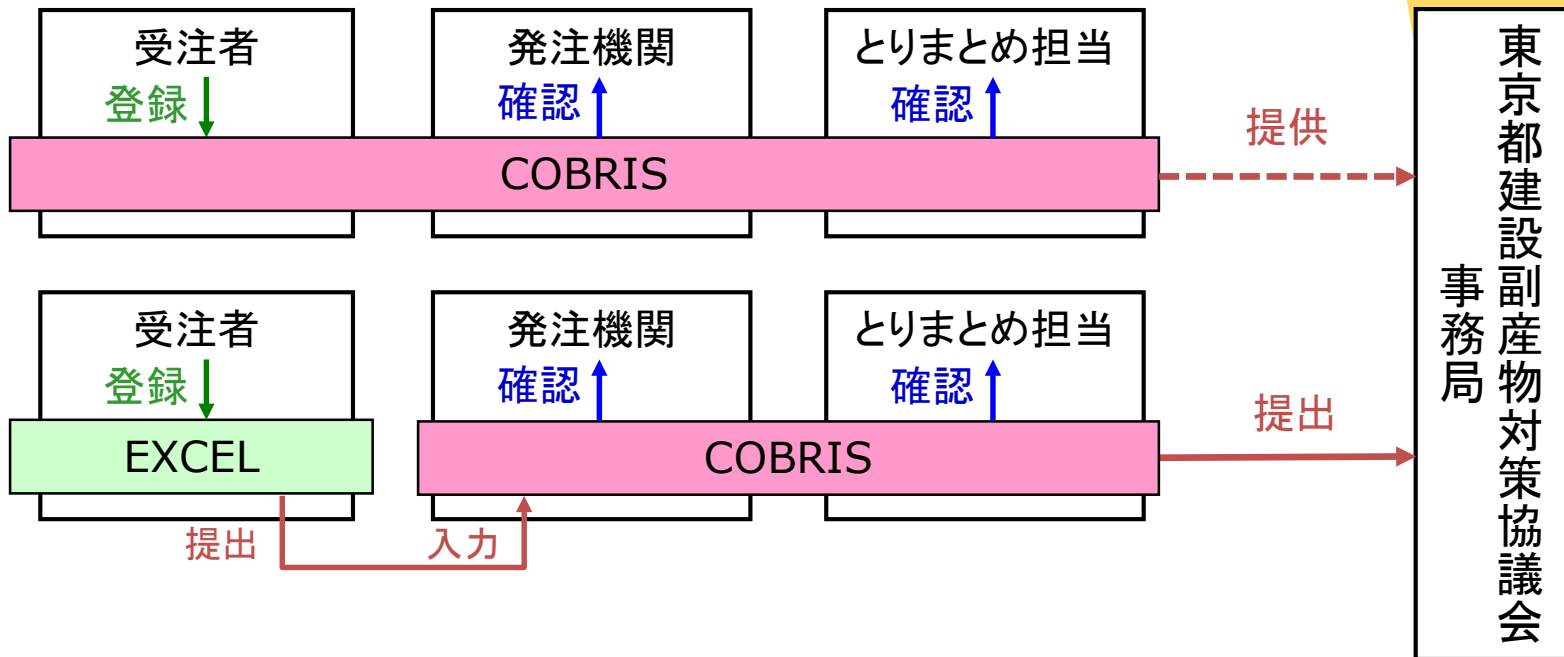 受注者
発注機関
とりまとめ担当
登録
確認
確認
COBRIS
提供
受注者
発注機関
とりまとめ担当
登録
確認
確認
EXCEL
COBRIS
提出
提出
入力
東京都建設副産物対策協議会
事務局